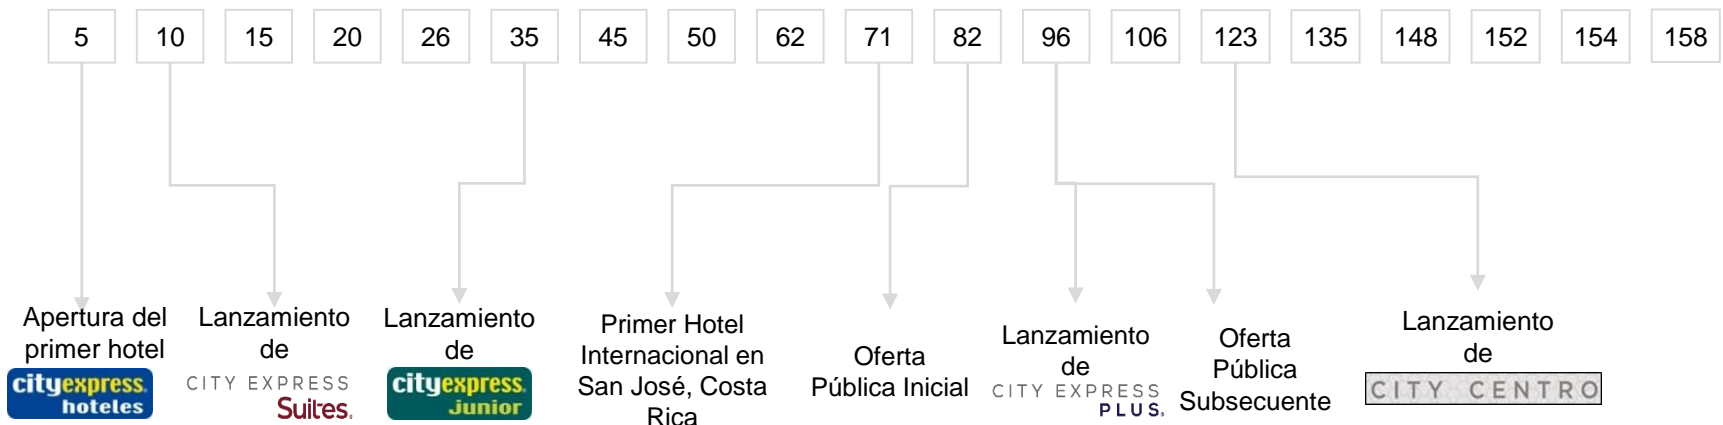 5 10 15 20 26 35 45 50 62 71 82 96 106 123 135 148 152 154 158
Apertura del
primer hotel
cityexpress.
hoteles
Lanzamiento
de
CITY EXPRESS
Suites.
Lanzamiento
de
cityexpress.
Junior
Primer Hotel
Internacional en
San José, Costa
Rica
Oferta
Pública Inicial
Lanzamiento
de
CITY EXPRESS
PLUS.
Oferta
Pública
Subsecuente
Lanzamiento
de
CITY CENTRO